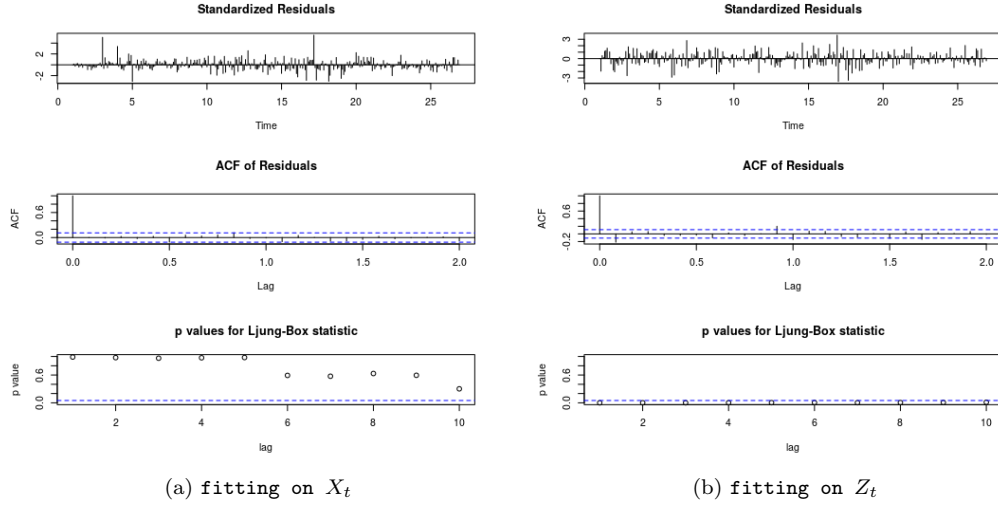 Standardized Residuals
2
-2
0 5 10 15 20 25
Time
ACF of Residuals
ACF
0.6
0.0
0.0 0.5 1.0 1.5 2.0
Lag
p values for Ljung-Box statistic
p value
0.6
0.0
2 4 6 8 10
lag
(a) fitting on X_t
Standardized Residuals
3
0
-3
0 5 10 15 20 25
Time
ACF of Residuals
ACF
0.6
-0.2
0.0 0.5 1.0 1.5 2.0
Lag
p values for Ljung-Box statistic
p value
0.6
0.0
2 4 6 8 10
lag
(b) fitting on Z_t